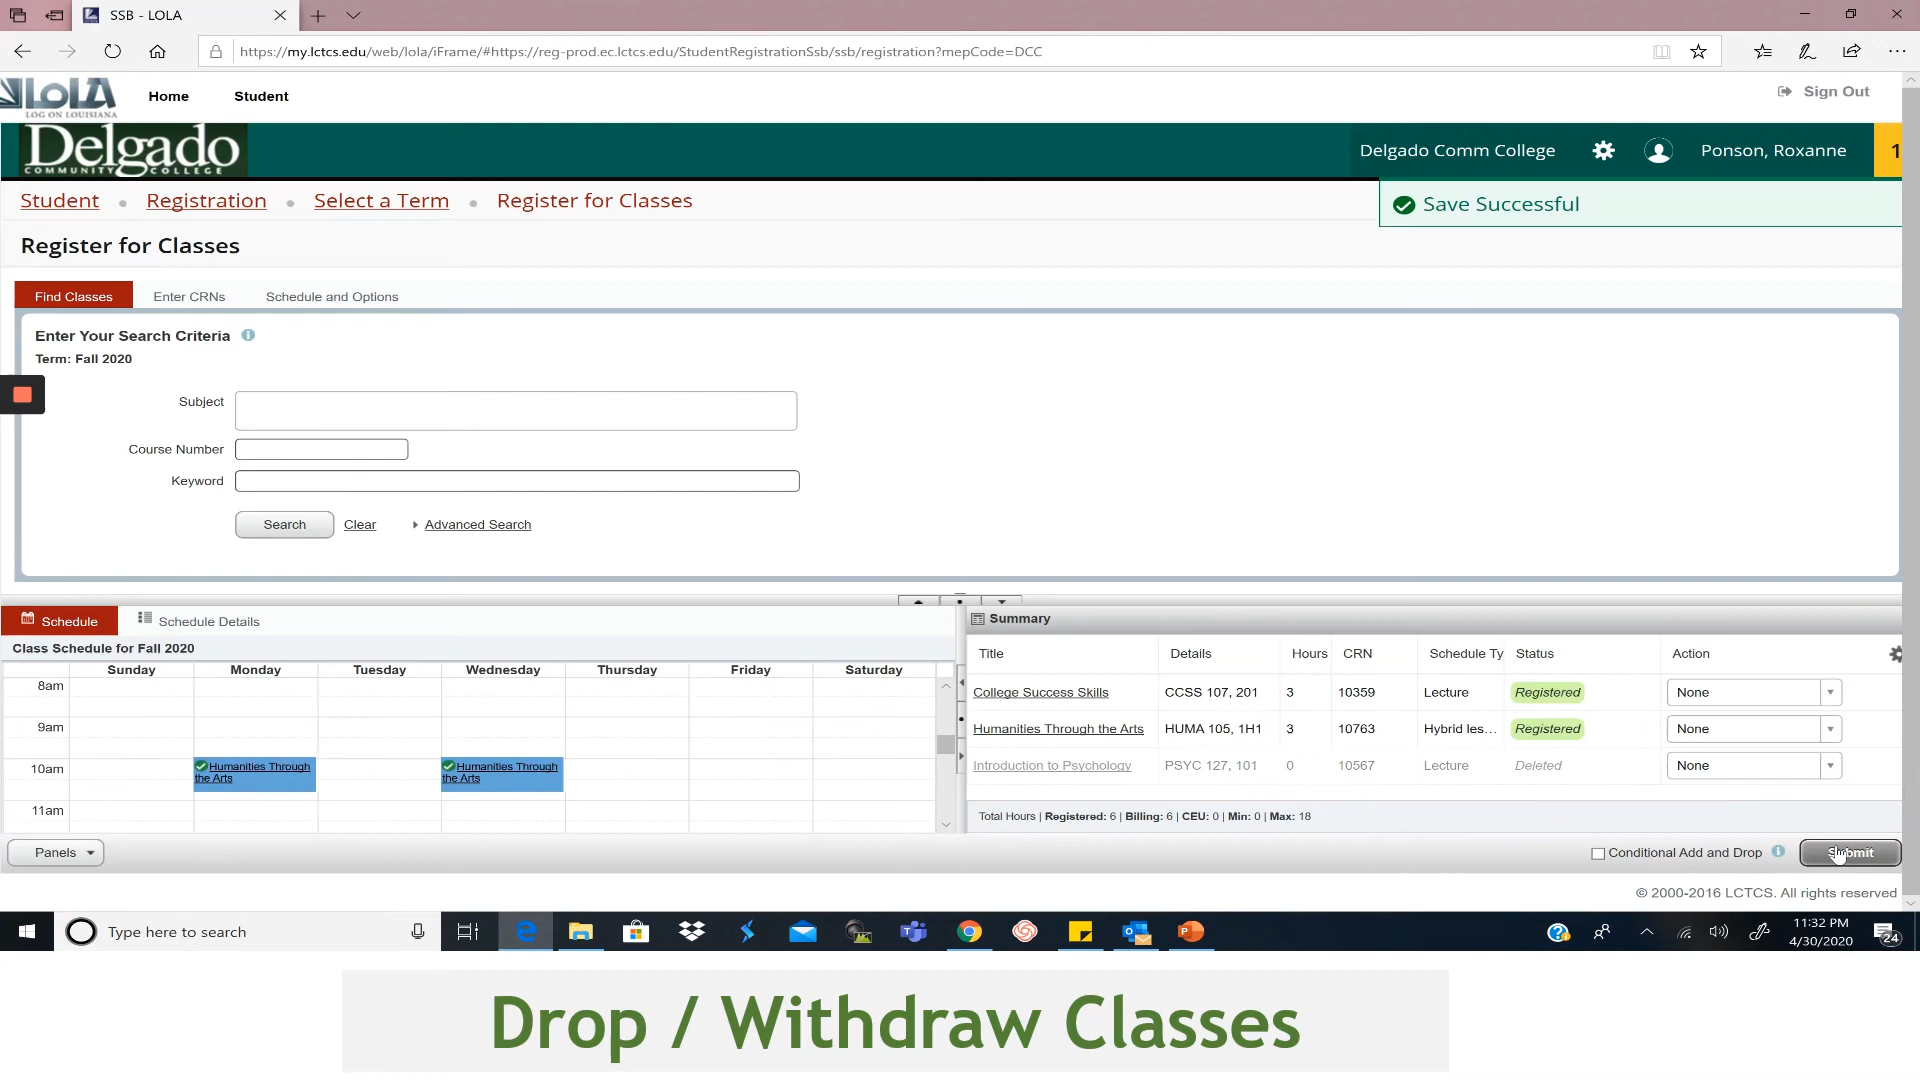 SSB - LOLA
https://my.lctcs.edu/web/lola/iFrame/#https://reg-prod.ec.lctcs.edu/StudentRegistrationSsb/ssb/registration?mepCode=DCC
LOLA
LOG ON LOUISIANA
Home
Student
Sign Out
Delgado
COMMUNITY COLLEGE
Delgado Comm College
Ponson, Roxanne
1
Student
Registration
Select a Term
Register for Classes
Save Successful
Register for Classes
Find Classes
Enter CRNs
Schedule and Options
Enter Your Search Criteria
Term: Fall 2020
Subject
Course Number
Keyword
Search
Clear
Advanced Search
Schedule
Schedule Details
Class Schedule for Fall 2020
Sunday Monday Tuesday Wednesday Thursday Friday Saturday
8am
9am
10am
Humanities Through
the Arts
Humanities Through
the Arts
11am
Summary
Title Details Hours CRN Schedule Ty Status Action
College Success Skills CCSS 107, 201 3 10359 Lecture Registered None
Humanities Through the Arts HUMA 105, 1H1 3 10763 Hybrid les... Registered None
Introduction to Psychology PSYC 127, 101 0 10567 Lecture Deleted None
Total Hours | Registered: 6 | Billing: 6 | CEU: 0 | Min: 0 | Max: 18
Panels
Conditional Add and Drop
Submit
© 2000-2016 LCTCS. All rights reserved
Type here to search
11:32 PM
4/30/2020
24
Drop / Withdraw Classes